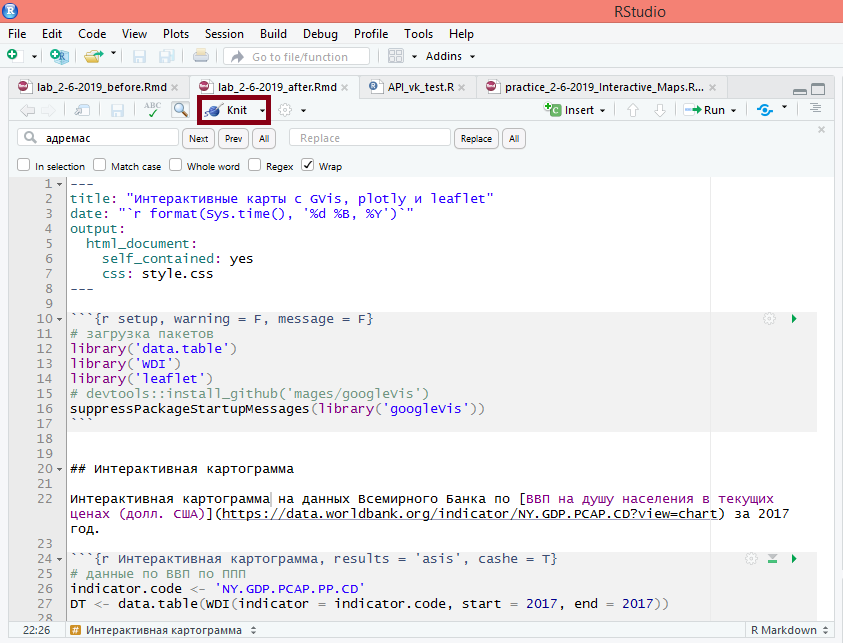 RStudio
File Edit Code View Plots Session Build Debug Profile Tools Help
Go to file/function Addins
lab_2-6-2019_before.Rmd lab_2-6-2019_after.Rmd API_vk_test.R practice_2-6-2019_Interactive_Maps.R...
ABC Knit Insert Run
адремас Next Prev All Replace Replace All
In selection Match case Whole word Regex Wrap
1 ---
2 title: "Интерактивные карты с GVis, plotly и leaflet"
3 date: "`r format(Sys.time(), '%d %B, %Y')`"
4 output:
5 html_document:
6 self_contained: yes
7 css: style.css
8 ---
9
10 ```{r setup, warning = F, message = F}
11 # загрузка пакетов
12 library('data.table')
13 library('WDI')
14 library('leaflet')
15 # devtools::install_github('mages/googleVis')
16 suppressPackageStartupMessages(library('googleVis'))
17 ```
18
19
20 ## Интерактивная картограмма
21
22 Интерактивная картограмма на данных Всемирного Банка по [ВВП на душу населения в текущих
ценах (долл. США)](https://data.worldbank.org/indicator/NY.GDP.PCAP.CD?view=chart) за 2017
год.
23
24 ```{r Интерактивная картограмма, results = 'asis', cashe = T}
25 # данные по ВВП по ППП
26 indicator.code <- 'NY.GDP.PCAP.PP.CD'
27 DT <- data.table(WDI(indicator = indicator.code, start = 2017, end = 2017))
28
22:26 # Интерактивная картограмма R Markdown